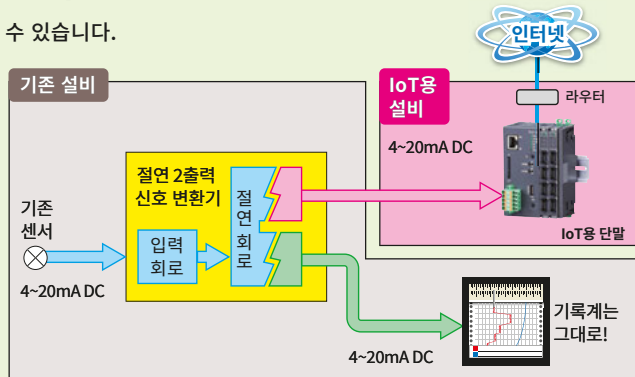 수 있습니다.
인터넷
기존 설비
IoT용
설비
라우터
4~20mA DC
절연 2출력
신호 변환기
절
연
회
로
기존
센서
입력
회로
4~20mA DC
IoT용 단말
기록계는
그대로!
4~20mA DC